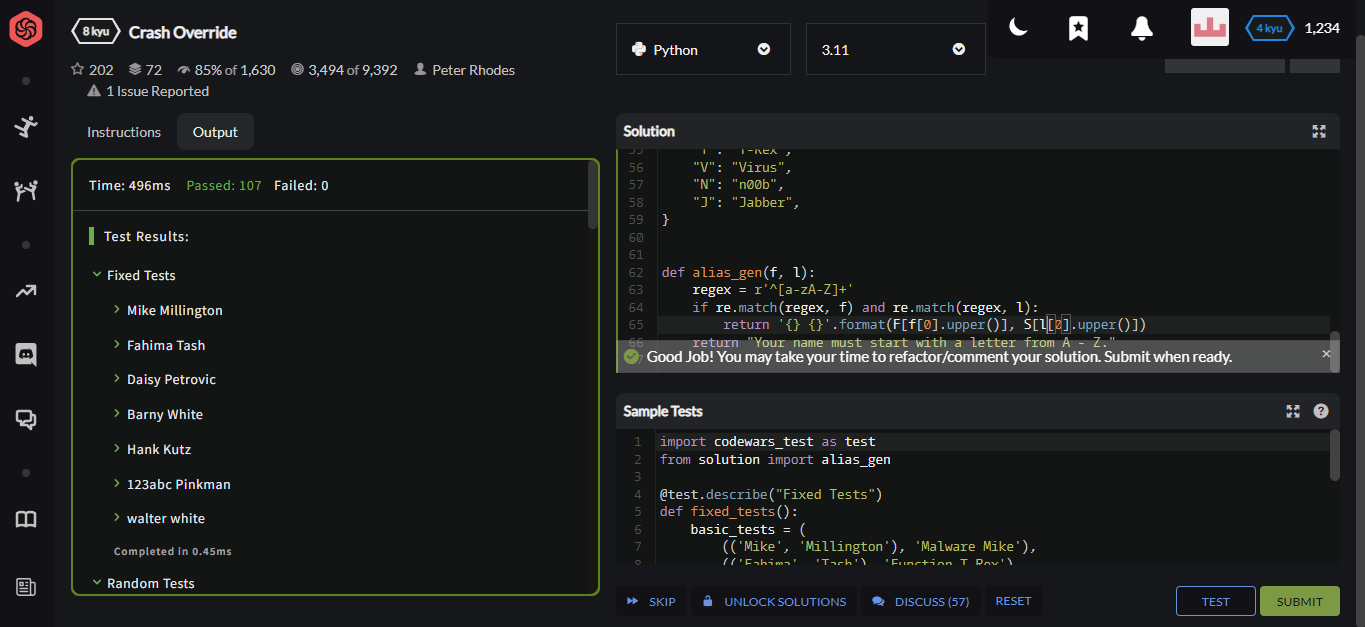 8 kyu Crash Override
202 72 85% of 1,630 3,494 of 9,392 Peter Rhodes
1 Issue Reported
Python
3.11
4 kyu 1,234
Instructions Output
Time: 496ms Passed: 107 Failed: 0
Test Results:
Fixed Tests
Mike Millington
Fahima Tash
Daisy Petrovic
Barny White
Hank Kutz
123abc Pinkman
walter white
Completed in 0.45ms
Random Tests
Solution
55 "T": "T-Rex",
56 "V": "Virus",
57 "N": "n00b",
58 "J": "Jabber",
59 }
60
61
62 def alias_gen(f, l):
63 regex = r'^[a-zA-Z]+'
64 if re.match(regex, f) and re.match(regex, l):
65 return '{} {}'.format(F[f[0].upper()], S[l[0].upper()])
66 return "Your name must start with a letter from A - Z."
Good Job! You may take your time to refactor/comment your solution. Submit when ready.
Sample Tests
1 import codewars_test as test
2 from solution import alias_gen
3
4 @test.describe("Fixed Tests")
5 def fixed_tests():
6 basic_tests = (
7 (('Mike', 'Millington'), 'Malware Mike'),
8 (('Fahima', 'Tash'), 'Function T-Rex')
SKIP UNLOCK SOLUTIONS DISCUSS (57) RESET TEST SUBMIT